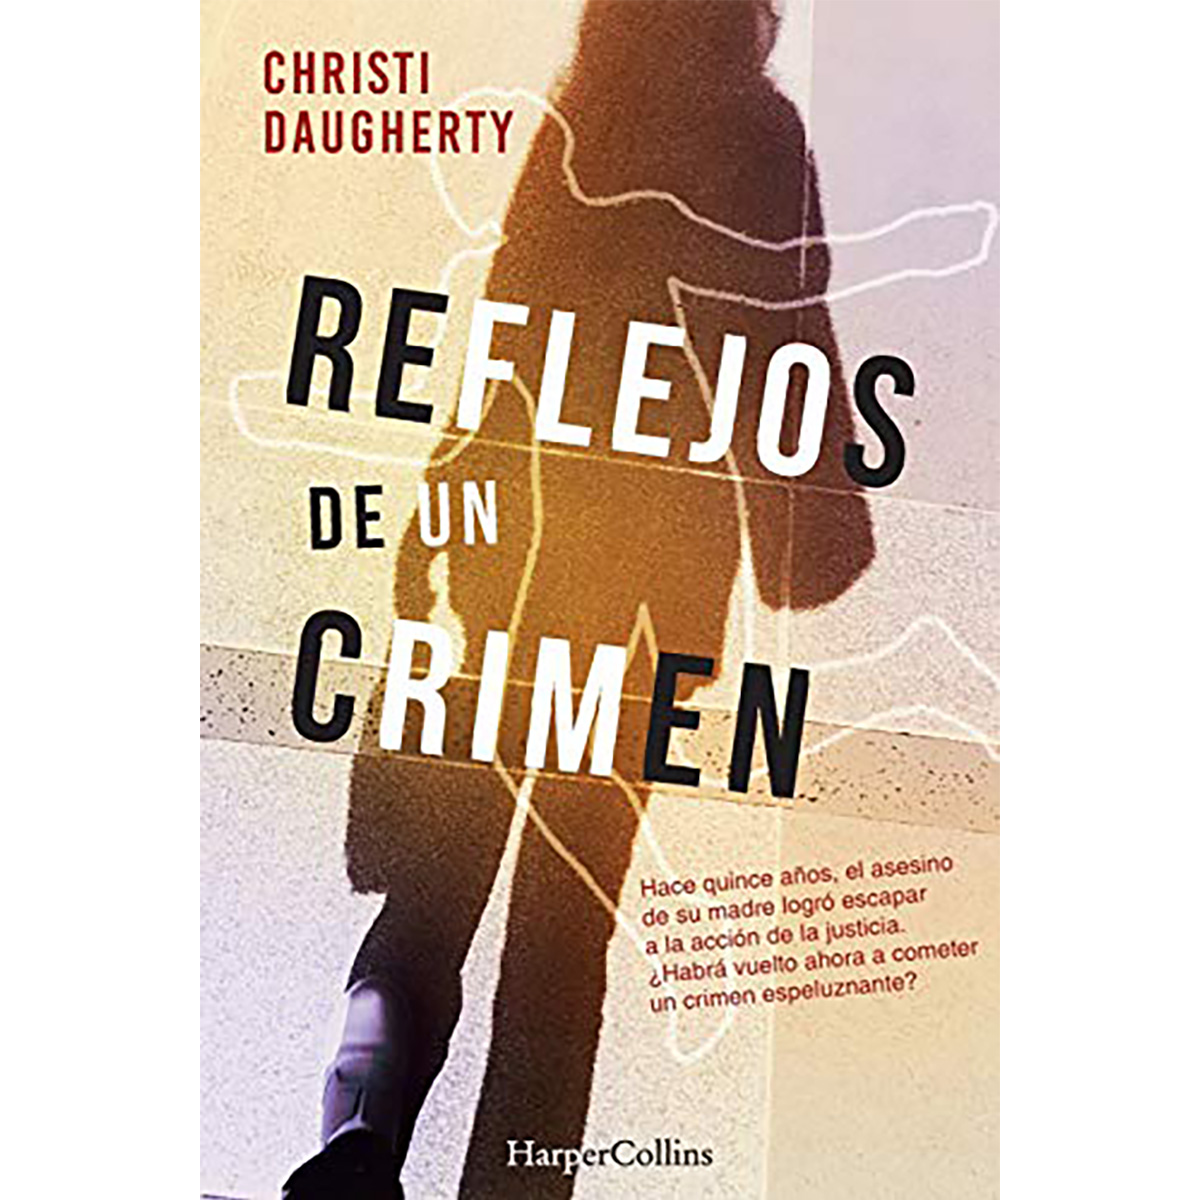 CHRISTI
DAUGHERTY
REFLEJOS
DE UN
CRIMEN
Hace quince años, el asesino
de su madre logró escapar
a la acción de la justicia.
¿Habrá vuelto ahora a cometer
un crimen espeluznante?
HarperCollins